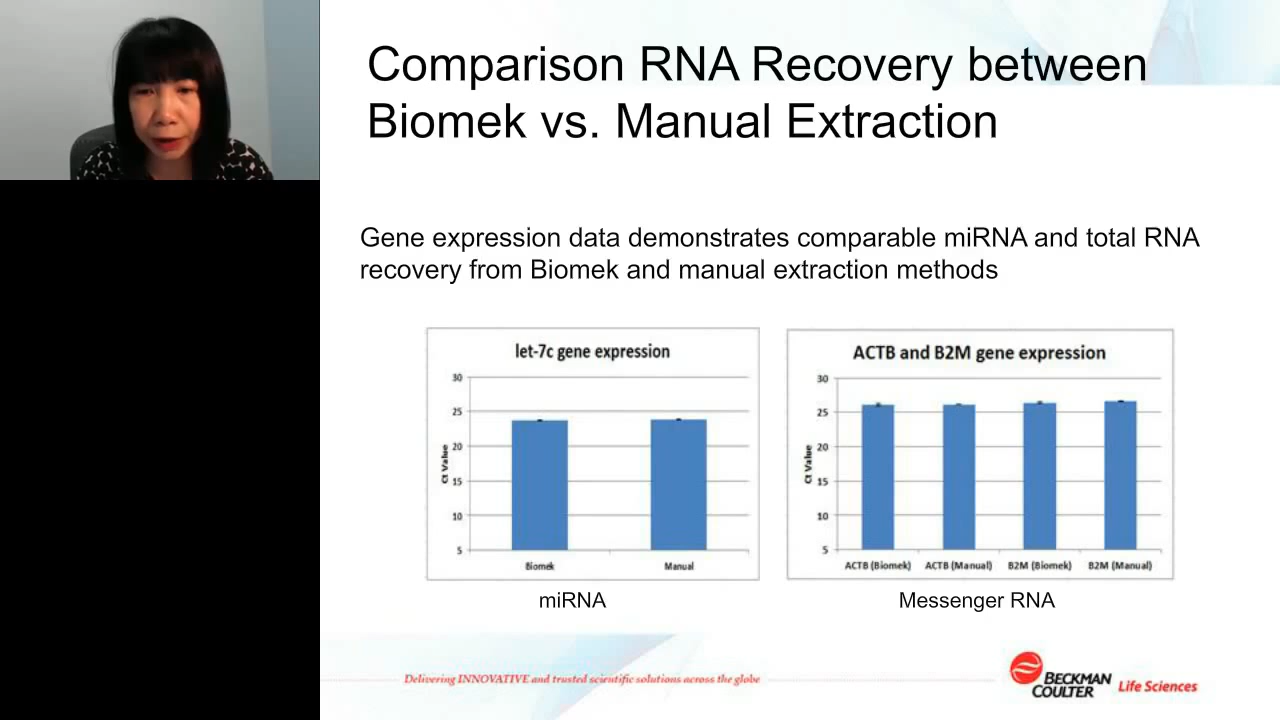 Comparison RNA Recovery between
Biomek vs. Manual Extraction
Gene expression data demonstrates comparable miRNA and total RNA
recovery from Biomek and manual extraction methods
let-7c gene expression
30
25
20
15
10
5
Ct Value
Biomek
Manual
miRNA
ACTB and B2M gene expression
30
25
20
15
10
5
Ct Value
ACTB (Biomek)
ACTB (Manual)
B2M (Biomek)
B2M (Manual)
Messenger RNA
Delivering INNOVATIVE and trusted scientific solutions across the globe
BECKMAN
COULTER
Life Sciences